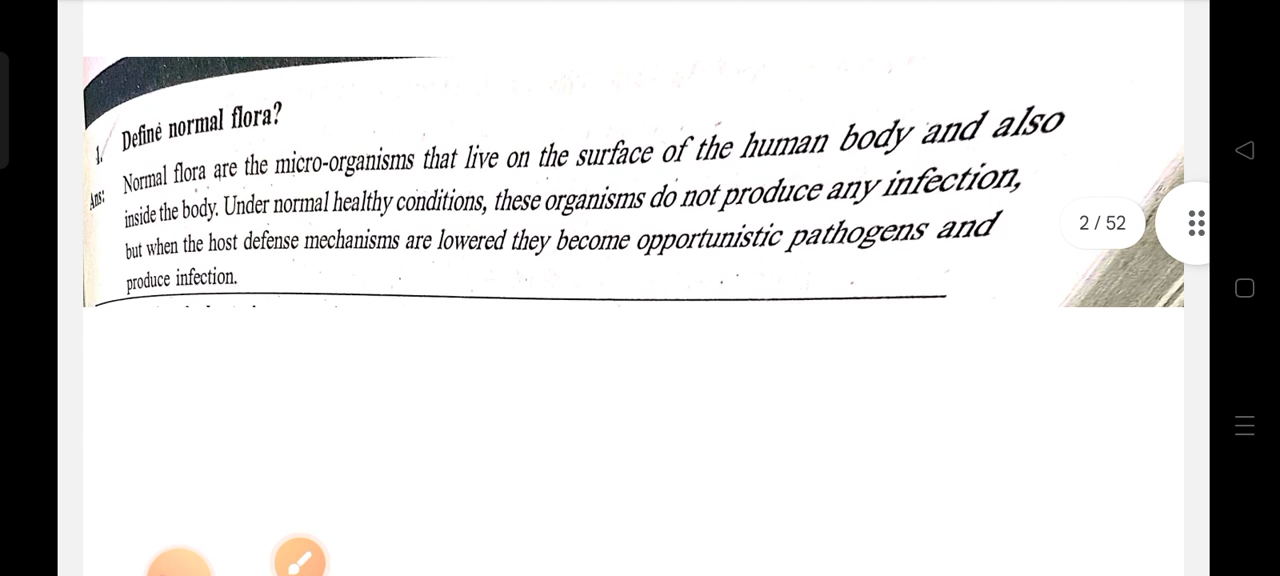 1. Define normal flora?
Ans: Normal flora are the micro-organisms that live on the surface of the human body and also
inside the body. Under normal healthy conditions, these organisms do not produce any infection,
but when the host defense mechanisms are lowered they become opportunistic pathogens and
produce infection.
2 / 52